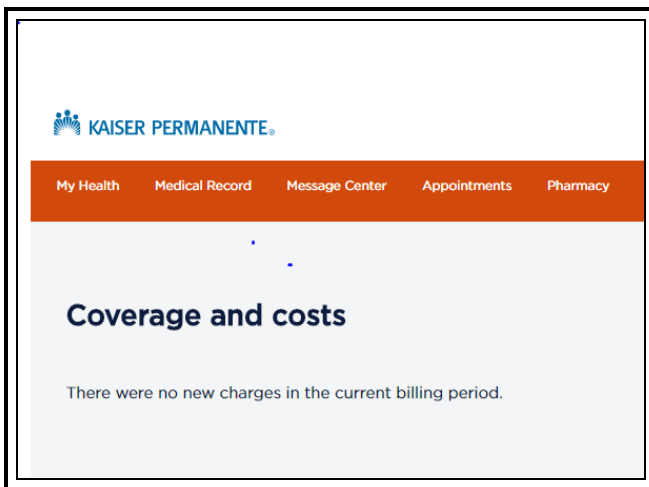 KAISER PERMANENTE®
My Health Medical Record Message Center Appointments Pharmacy
Coverage and costs
There were no new charges in the current billing period.